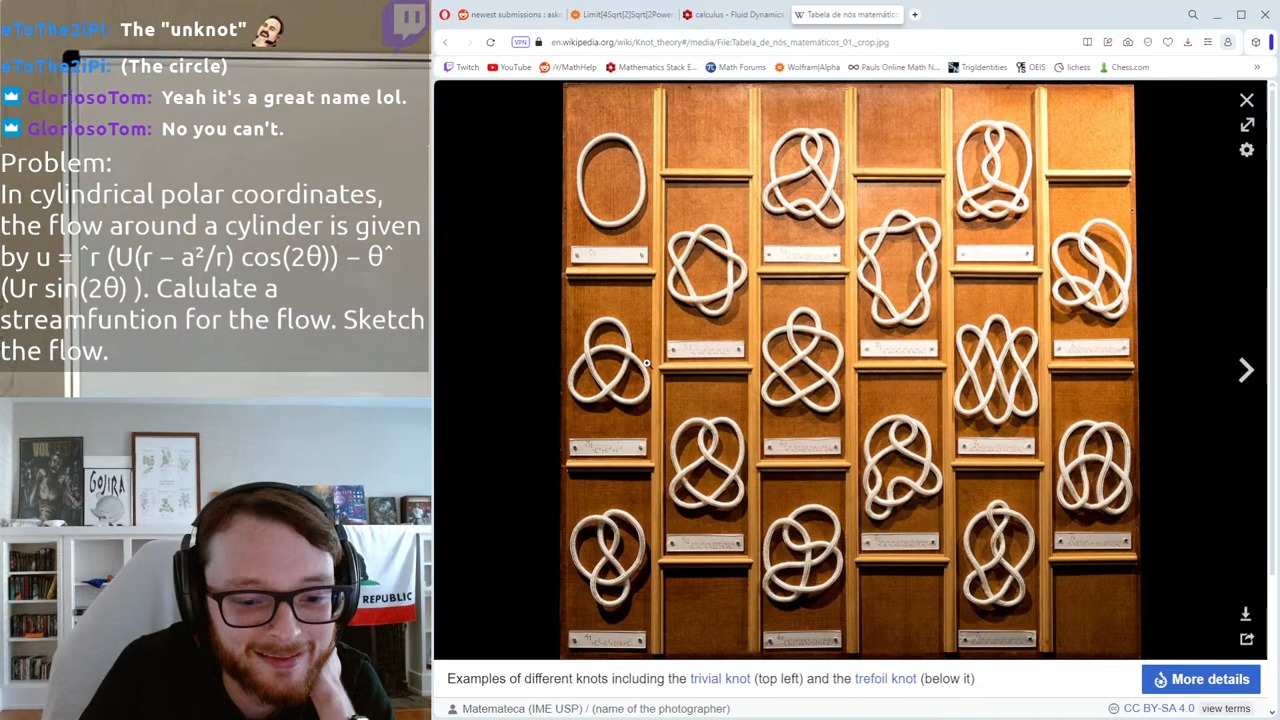 eToThe2iPi: The "unknot"
eToThe2iPi: (The circle)
GloriosoTom: Yeah it's a great name lol.
GloriosoTom: No you can't.
Problem:
In cylindrical polar coordinates,
the flow around a cylinder is given
by u = ˆr (U(r − a²/r) cos(2θ)) − θˆ
(Ur sin(2θ) ). Calulate a
streamfuntion for the flow. Sketch
the flow.
VOL
GOJIRA
REPUBLIC
newest submissions : ask
Limit[4Sqrt[2]Sqrt[2Powe
calculus - Fluid Dynamics
Tabela de nós matemátic
VPN
en.wikipedia.org/wiki/Knot_theory#/media/File:Tabela_de_nós_matemáticos_01_crop.jpg
Twitch
YouTube
/r/MathHelp
Mathematics Stack E...
Math Forums
Wolfram|Alpha
Pauls Online Math N...
TrigIdentities
OEIS
lichess
Chess.com
»
Examples of different knots including the trivial knot (top left) and the trefoil knot (below it)
More details
Matemateca (IME USP) / (name of the photographer)
CC BY-SA 4.0
view terms